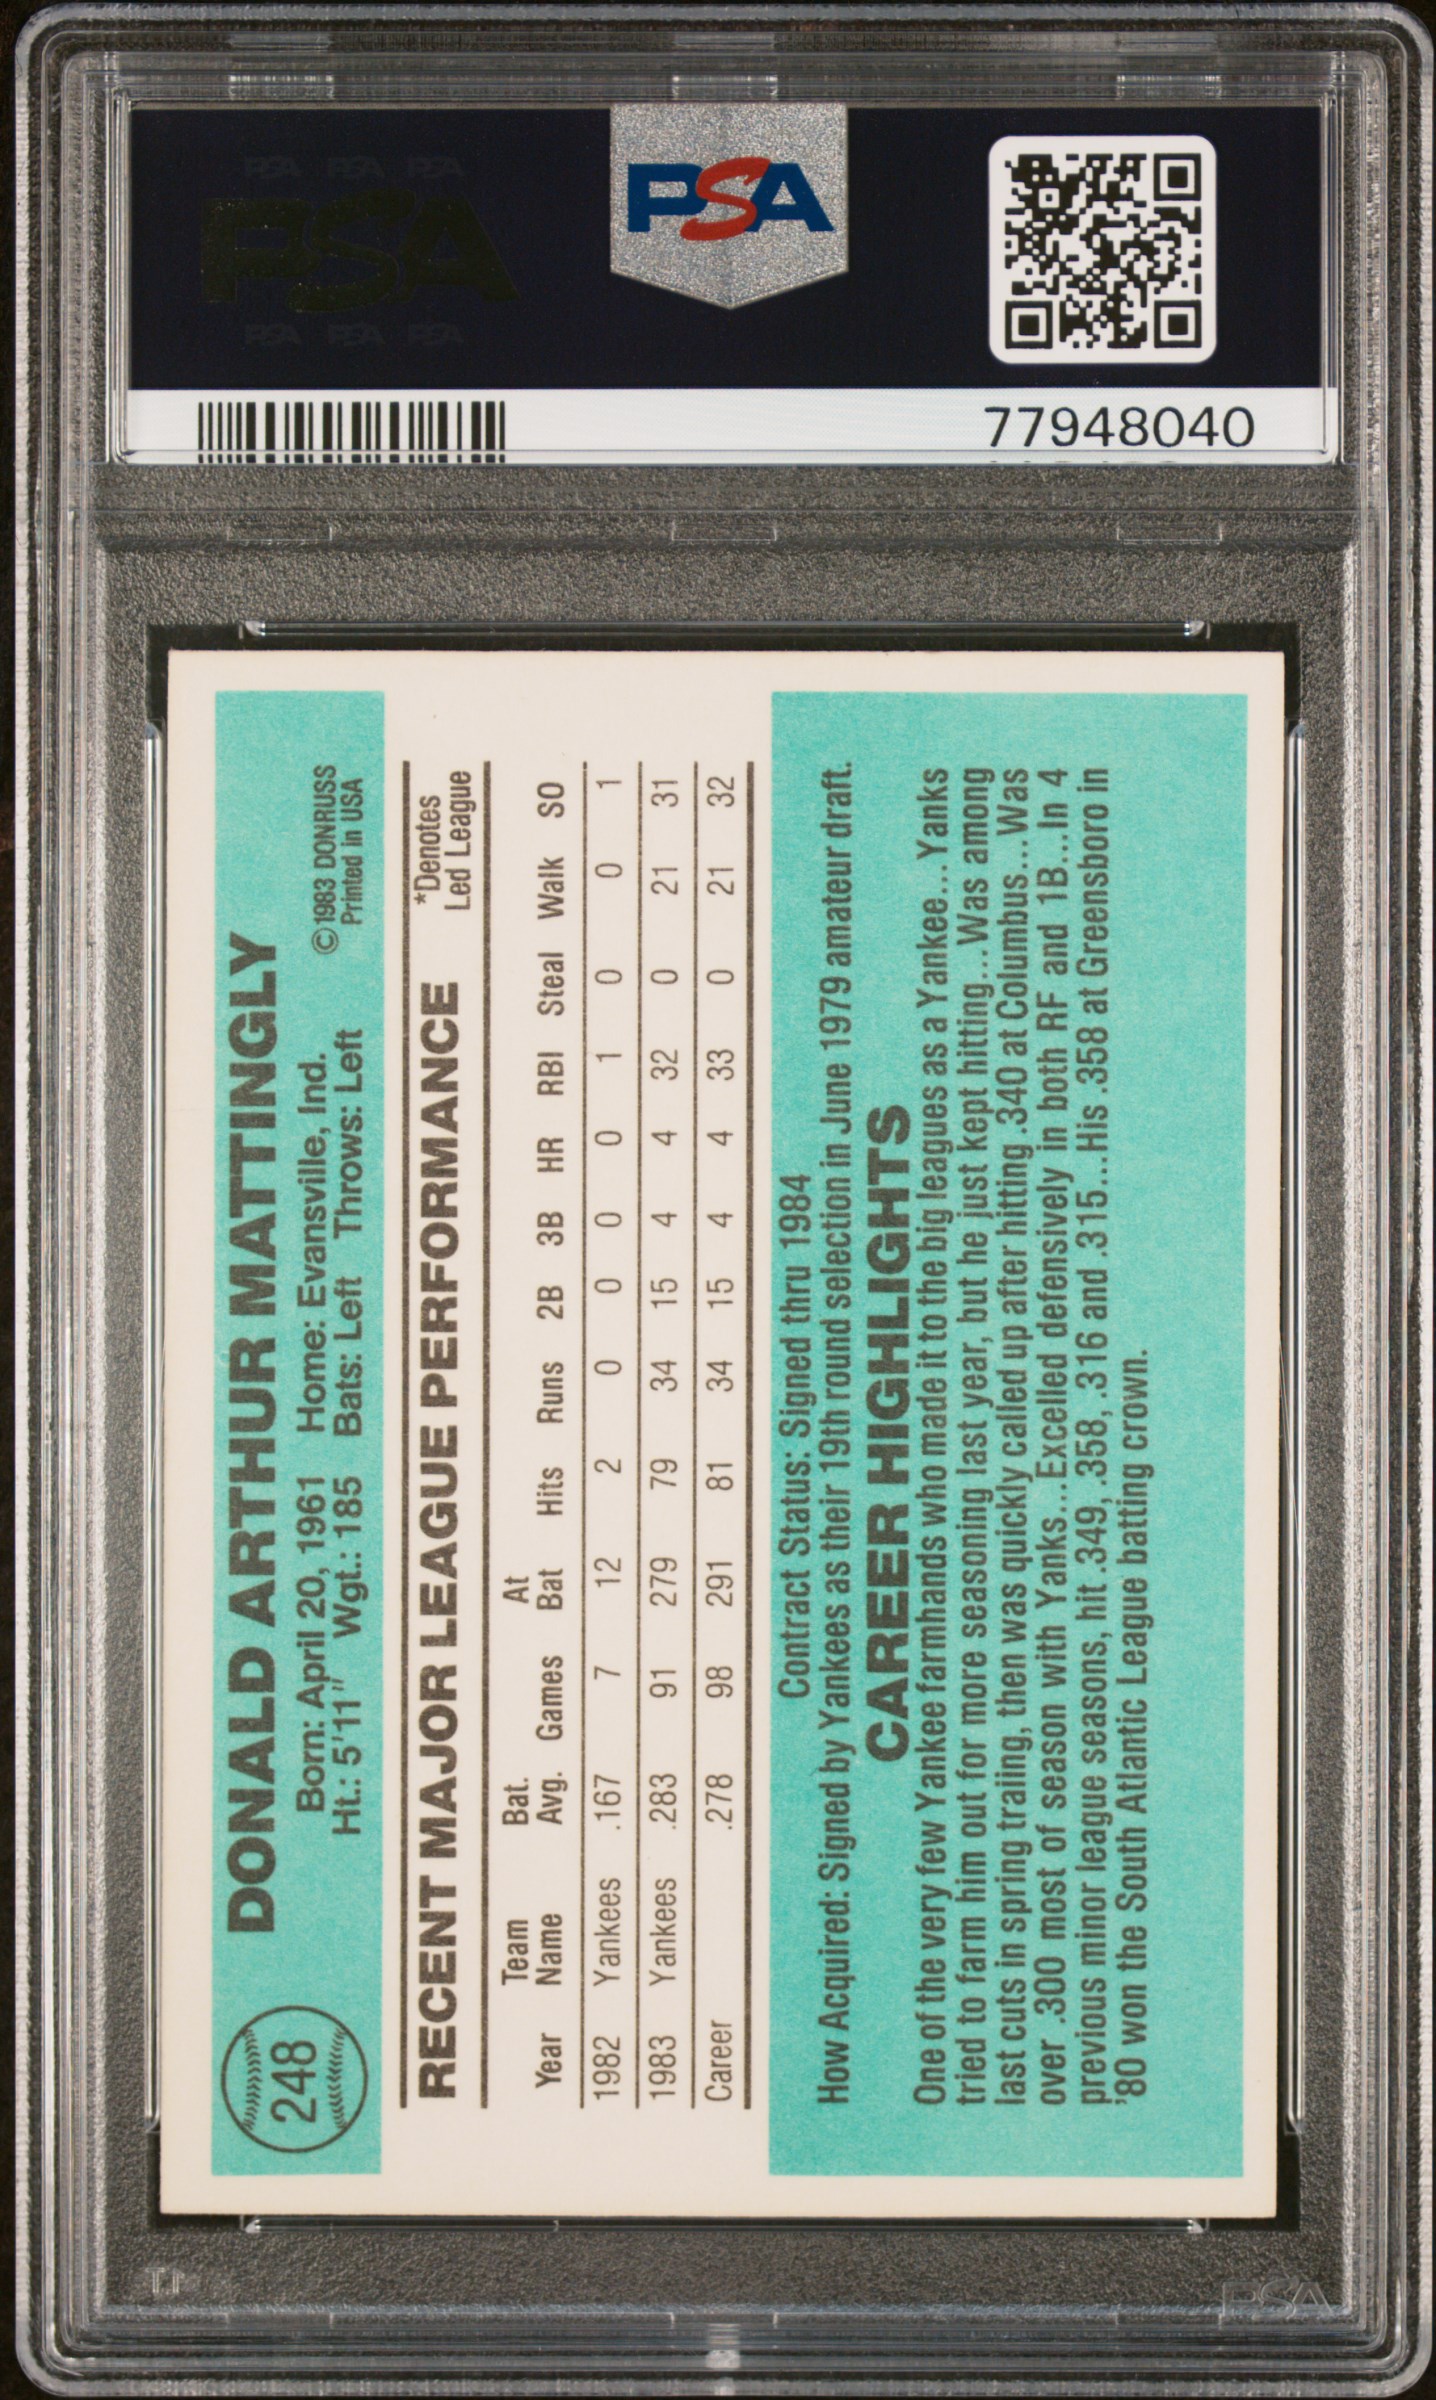 PSA PSA PSA
PSA
PSA PSA PSA
PSA
77948040
248
DONALD ARTHUR MATTINGLY
Born: April 20, 1961 Home: Evansville, Ind. © 1983 DONRUSS
Ht.: 5'11" Wgt.: 185 Bats: Left Throws: Left Printed in USA
RECENT MAJOR LEAGUE PERFORMANCE *Denotes Led League
Year Team Name Bat. Avg. Games At Bat Hits Runs 2B 3B HR RBI Steal Walk SO
1982 Yankees .167 7 12 2 0 0 0 0 1 0 0 1
1983 Yankees .283 91 279 79 34 15 4 4 32 0 21 31
Career .278 98 291 81 34 15 4 4 33 0 21 32
Contract Status: Signed thru 1984
How Acquired: Signed by Yankees as their 19th round selection in June 1979 amateur draft.
CAREER HIGHLIGHTS
One of the very few Yankee farmhands who made it to the big leagues as a Yankee...Yanks
tried to farm him out for more seasoning last year, but he just kept hitting...Was among
last cuts in spring traiing, then was quickly called up after hitting .340 at Columbus...Was
over .300 most of season with Yanks...Excelled defensively in both RF and 1B...In 4
previous minor league seasons, hit .349, .358, .316 and .315...His .358 at Greensboro in
'80 won the South Atlantic League batting crown.
PSA